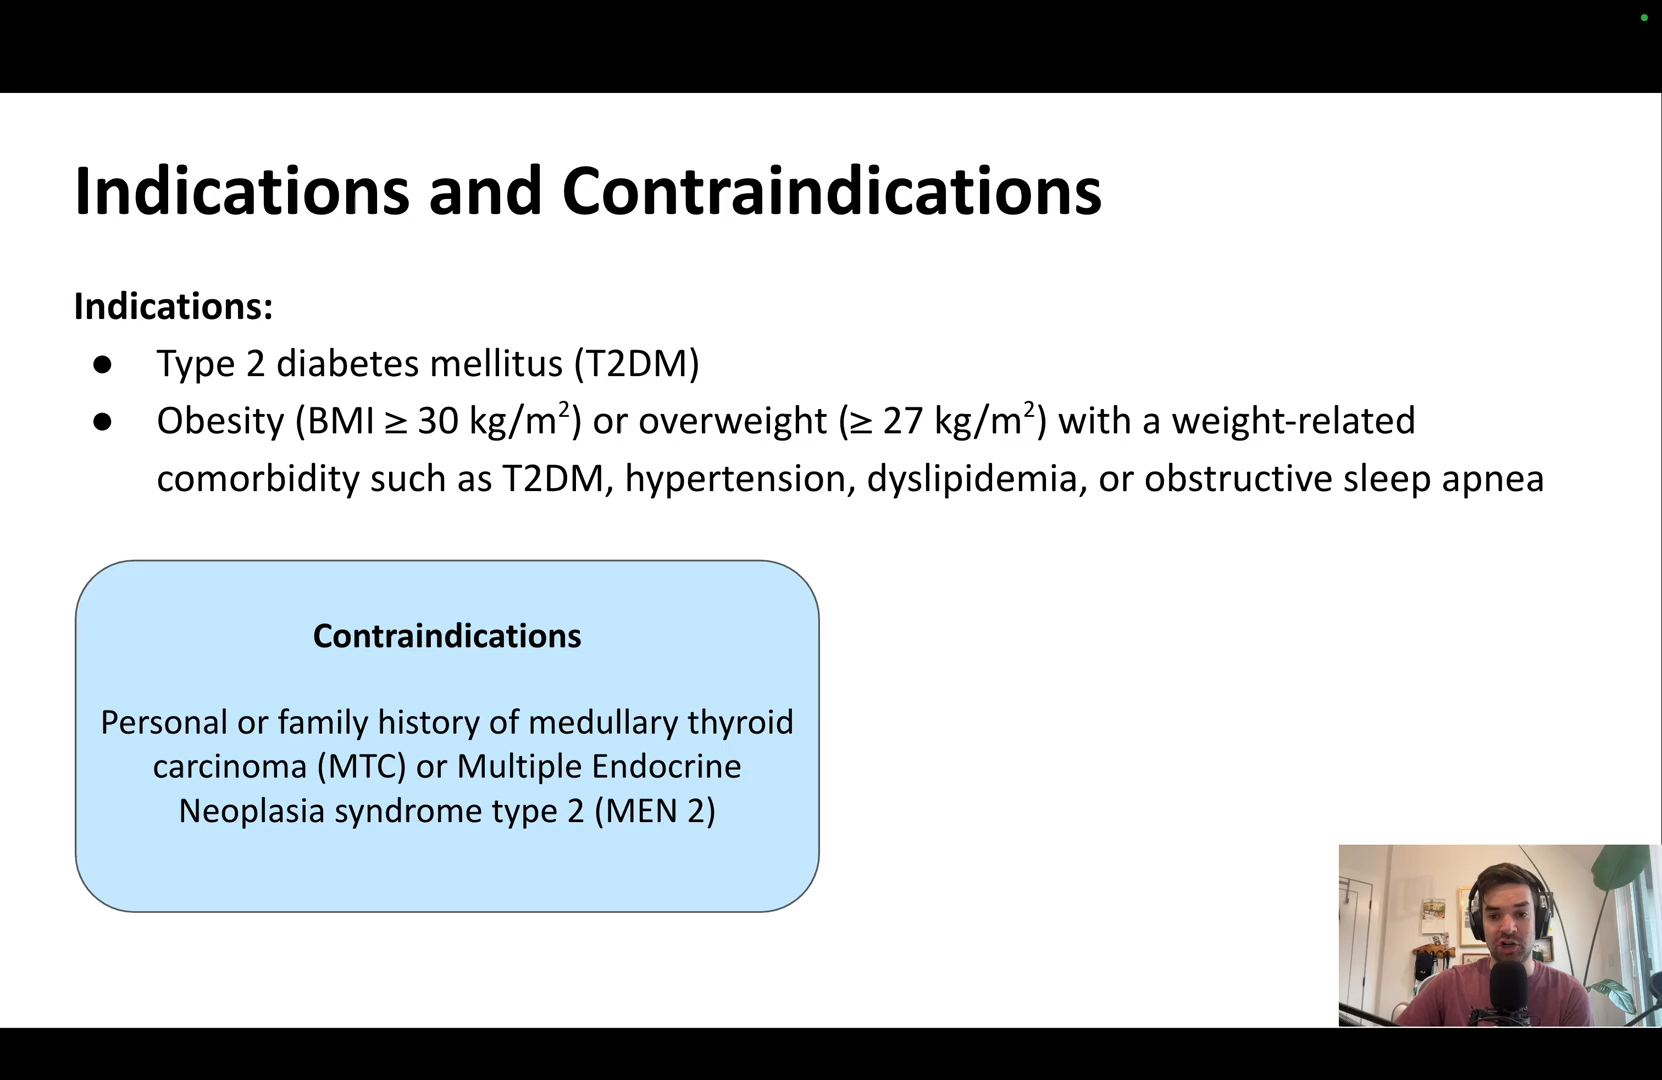 Indications and Contraindications
Indications:
● Type 2 diabetes mellitus (T2DM)
● Obesity (BMI ≥ 30 kg/m²) or overweight (≥ 27 kg/m²) with a weight-related
comorbidity such as T2DM, hypertension, dyslipidemia, or obstructive sleep apnea
Contraindications
Personal or family history of medullary thyroid
carcinoma (MTC) or Multiple Endocrine
Neoplasia syndrome type 2 (MEN 2)